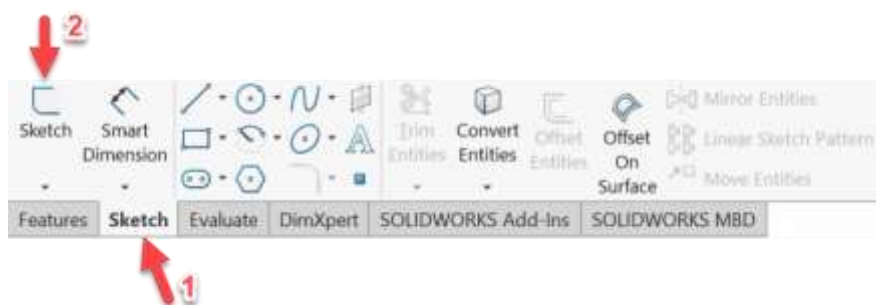 2
Sketch
Smart Dimension
Trim Entities
Convert Entities
Offset Entities
Offset On Surface
Mirror Entities
Linear Sketch Pattern
Move Entities
Features Sketch Evaluate DimXpert SOLIDWORKS Add-Ins SOLIDWORKS MBD
1